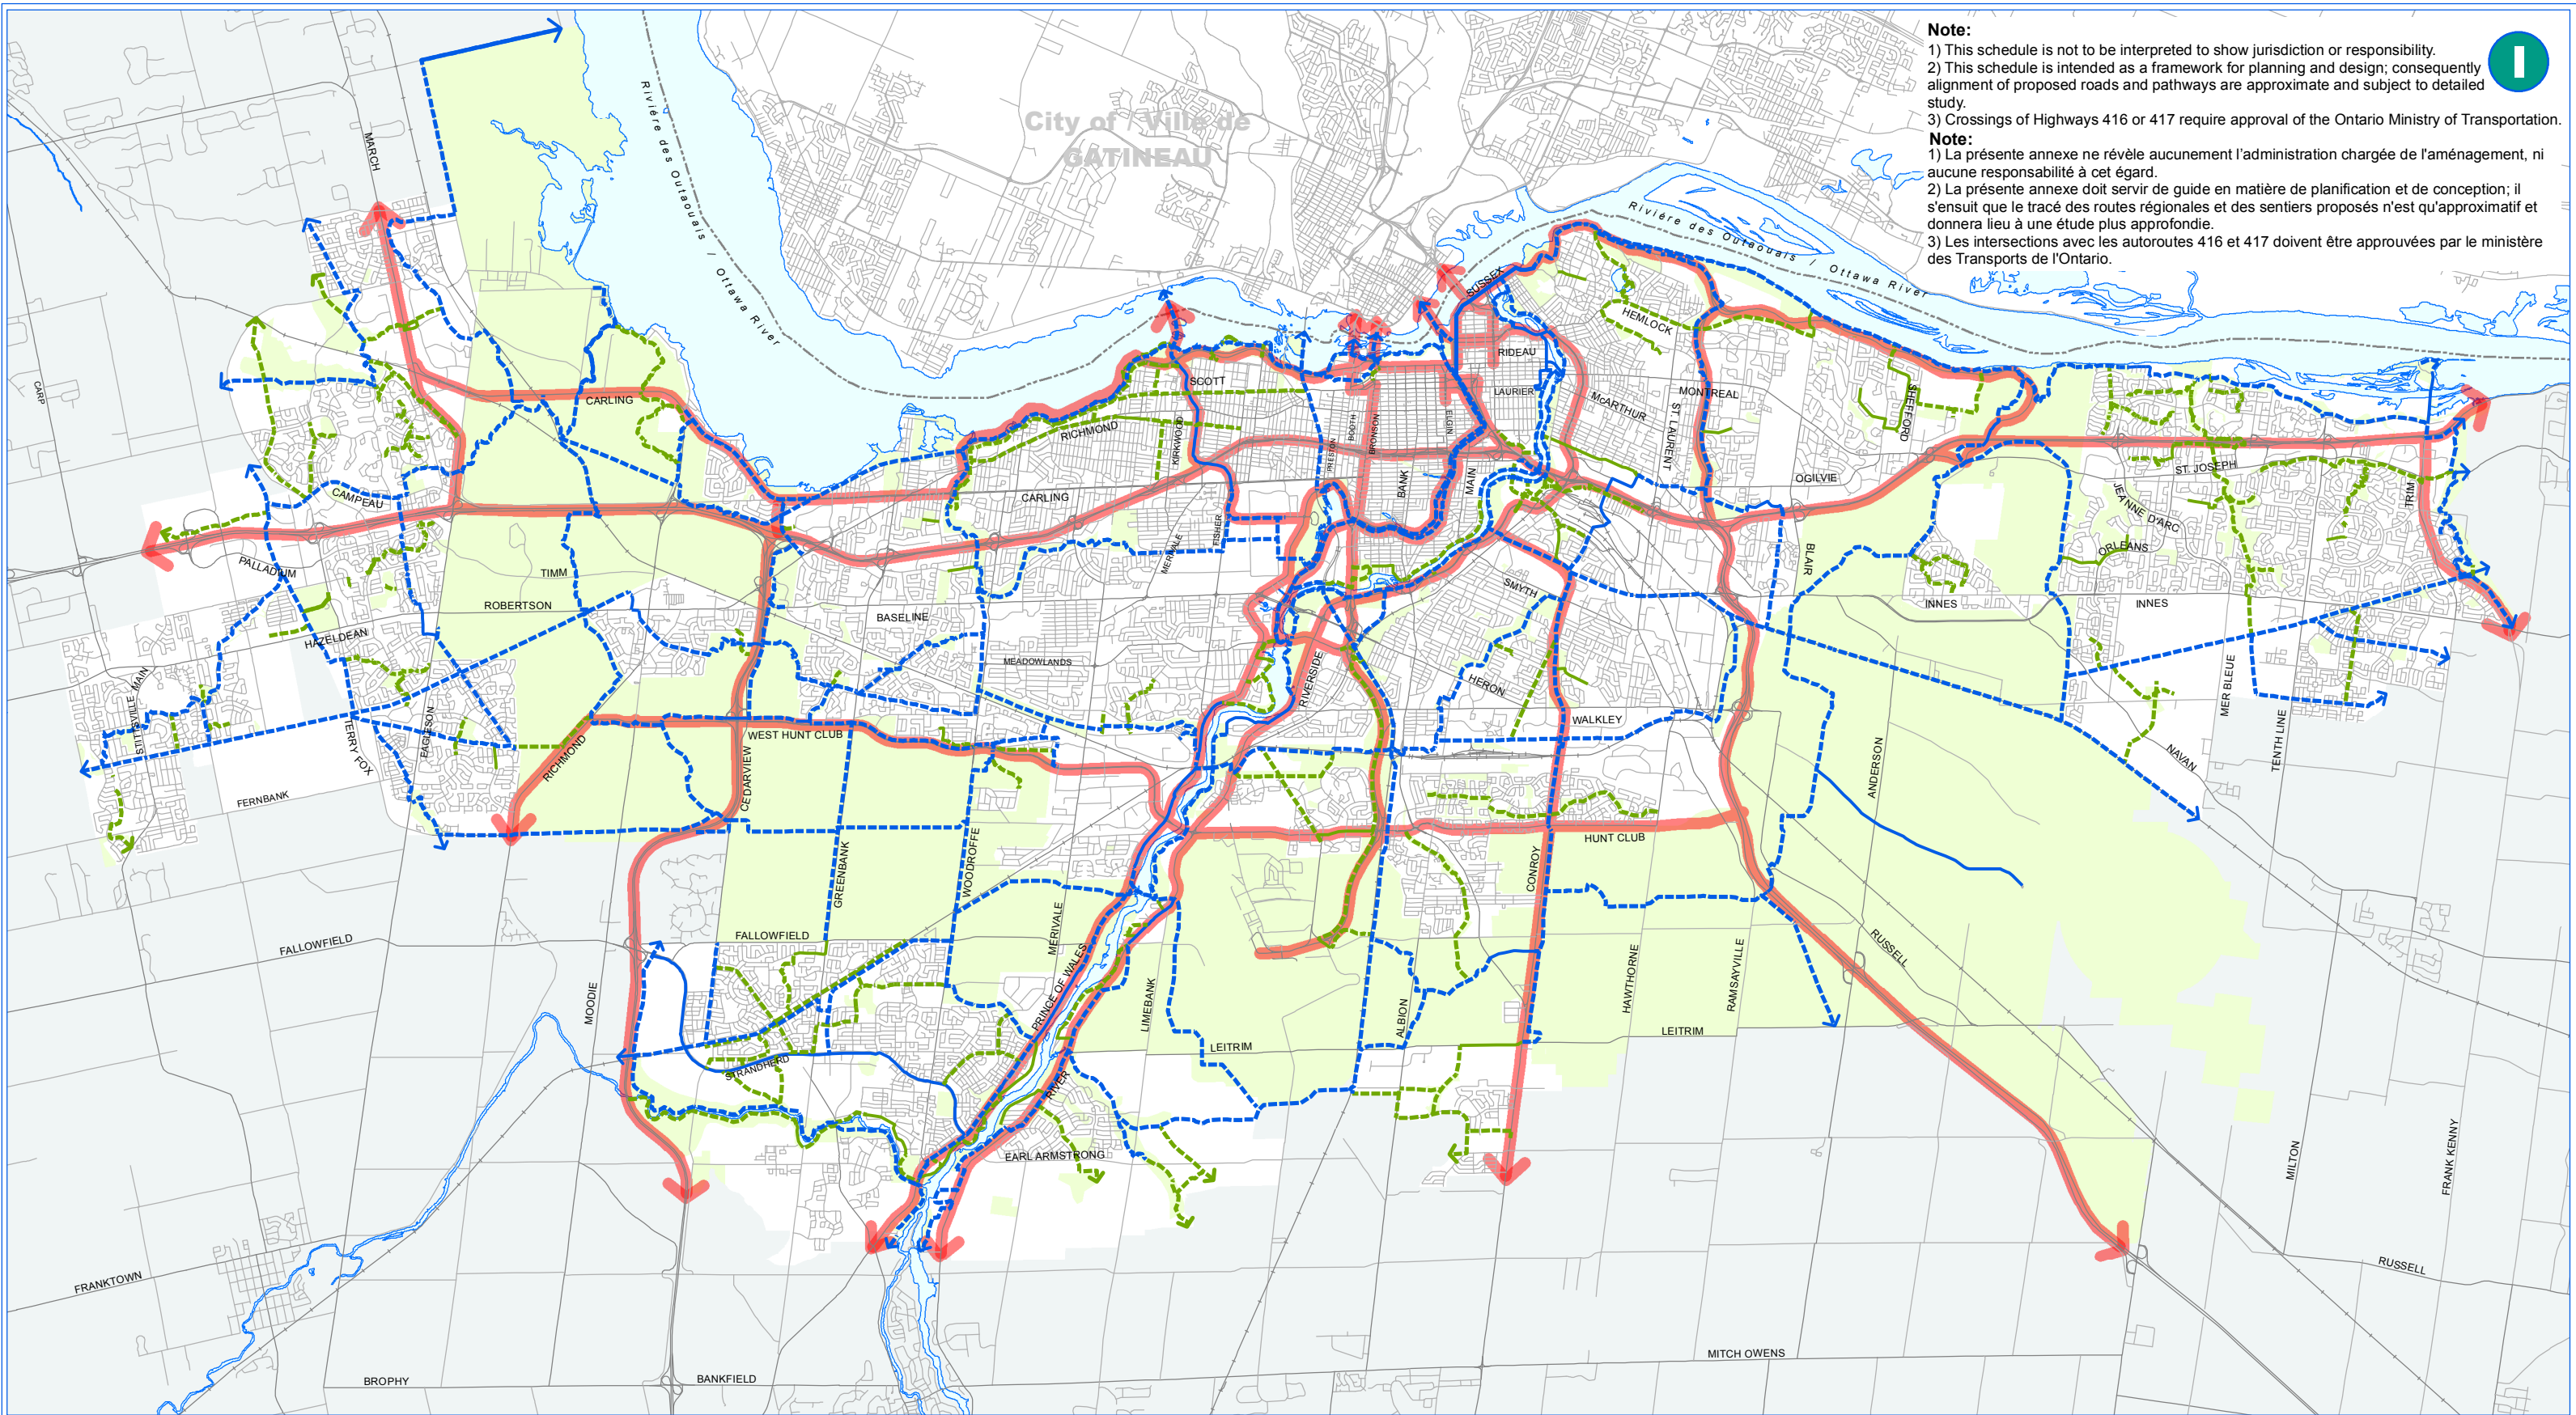 Note:
1) This schedule is not to be interpreted to show jurisdiction or responsibility.
2) This schedule is intended as a framework for planning and design; consequently
alignment of proposed roads and pathways are approximate and subject to detailed
study.
3) Crossings of Highways 416 or 417 require approval of the Ontario Ministry of Transportation.
Note:
1) La présente annexe ne révèle aucunement l'administration chargée de l'aménagement, ni
aucune responsabilité à cet égard.
2) La présente annexe doit servir de guide en matière de planification et de conception; il
s'ensuit que le tracé des routes régionales et des sentiers proposés n'est qu'approximatif et
donnera lieu à une étude plus approfondie.
3) Les intersections avec les autoroutes 416 et 417 doivent être approuvées par le ministère
des Transports de l'Ontario.
I
City of / Ville de
GATINEAU
Rivière des Outaouais / Ottawa River
Riviére des Outaouais / Ottawa River
MARCH
CARP
CARLING
CAMPEAU
PALLADIUM
TIMM
ROBERTSON
HAZELDEAN
MAIN
STITTSVILLE
TERRY FOX
EAGLESON
FERNBANK
RICHMOND
WEST HUNT CLUB
CEDARVIEW
GREENBANK
WOODROFFE
BASELINE
MEADOWLANDS
CARLING
RICHMOND
KIRKWOOD
SCOTT
MERIVALE
FISHER
PRESTON
BOOTH
BRONSON
ELGIN
BANK
MAIN
SUSSEX
RIDEAU
LAURIER
McARTHUR
HEMLOCK
ST. LAURENT
MONTREAL
OGILVIE
SHEFFORD
BLAIR
SMYTH
HERON
RIVERSIDE
WALKLEY
HUNT CLUB
CONROY
ANDERSON
INNES
INNES
ST. JOSEPH
JEANNE D'ARC
ORLEANS
TRIM
MER BLEUE
TENTH LINE
NAVAN
FALLOWFIELD
FALLOWFIELD
MOODIE
MERIVALE
PRINCE OF WALES
LIMEBANK
STRANDHERD
RIVER
EARL ARMSTRONG
LEITRIM
LEITRIM
ALBION
HAWTHORNE
RAMSAYVILLE
RUSSELL
RUSSELL
MILTON
FRANK KENNY
FRANKTOWN
BROPHY
BANKFIELD
MITCH OWENS